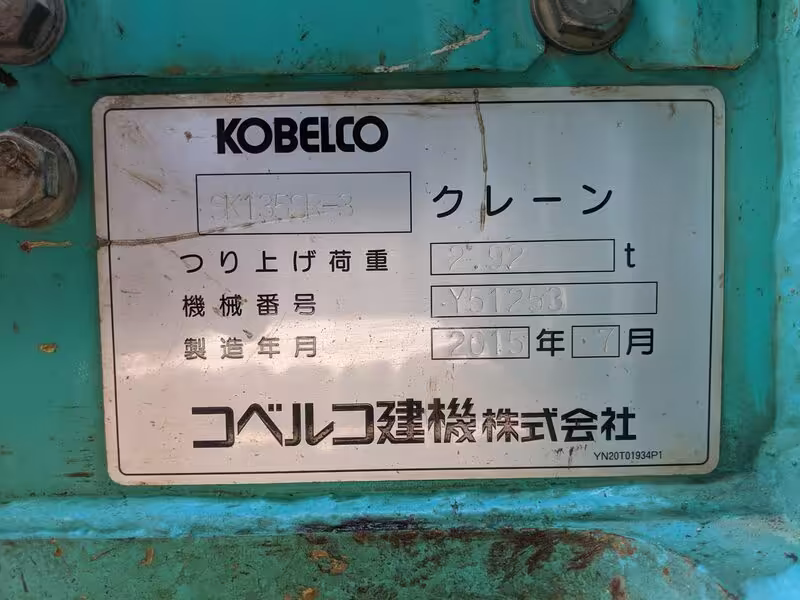 KOBELCO
SK135SR-3 クレーン
つり上げ荷重 2.92 t
機械番号 Y51253
製造年月 2015 年 7 月
コベルコ建機株式会社
YN20T01934P1